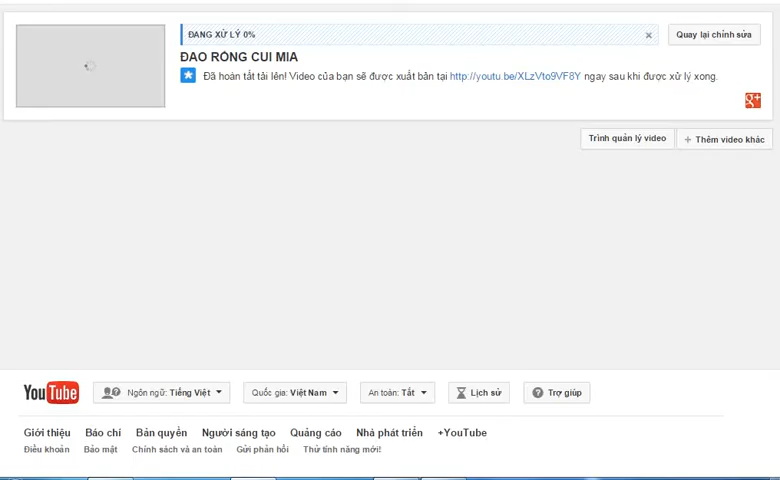 ĐANG XỬ LÝ 0%
×
Quay lại chỉnh sửa
ĐAO RỒNG CUI MIA
Đã hoàn tất tải lên! Video của bạn sẽ được xuất bản tại http://youtu.be/XLzVto9VF8Y ngay sau khi được xử lý xong.
g+
Trình quản lý video
+ Thêm video khác
YouTube
Ngôn ngữ: Tiếng Việt
Quốc gia: Việt Nam
An toàn: Tắt
Lịch sử
? Trợ giúp
Giới thiệu Báo chí Bản quyền Người sáng tạo Quảng cáo Nhà phát triển +YouTube
Điều khoản Bảo mật Chính sách và an toàn Gửi phản hồi Thử tính năng mới!